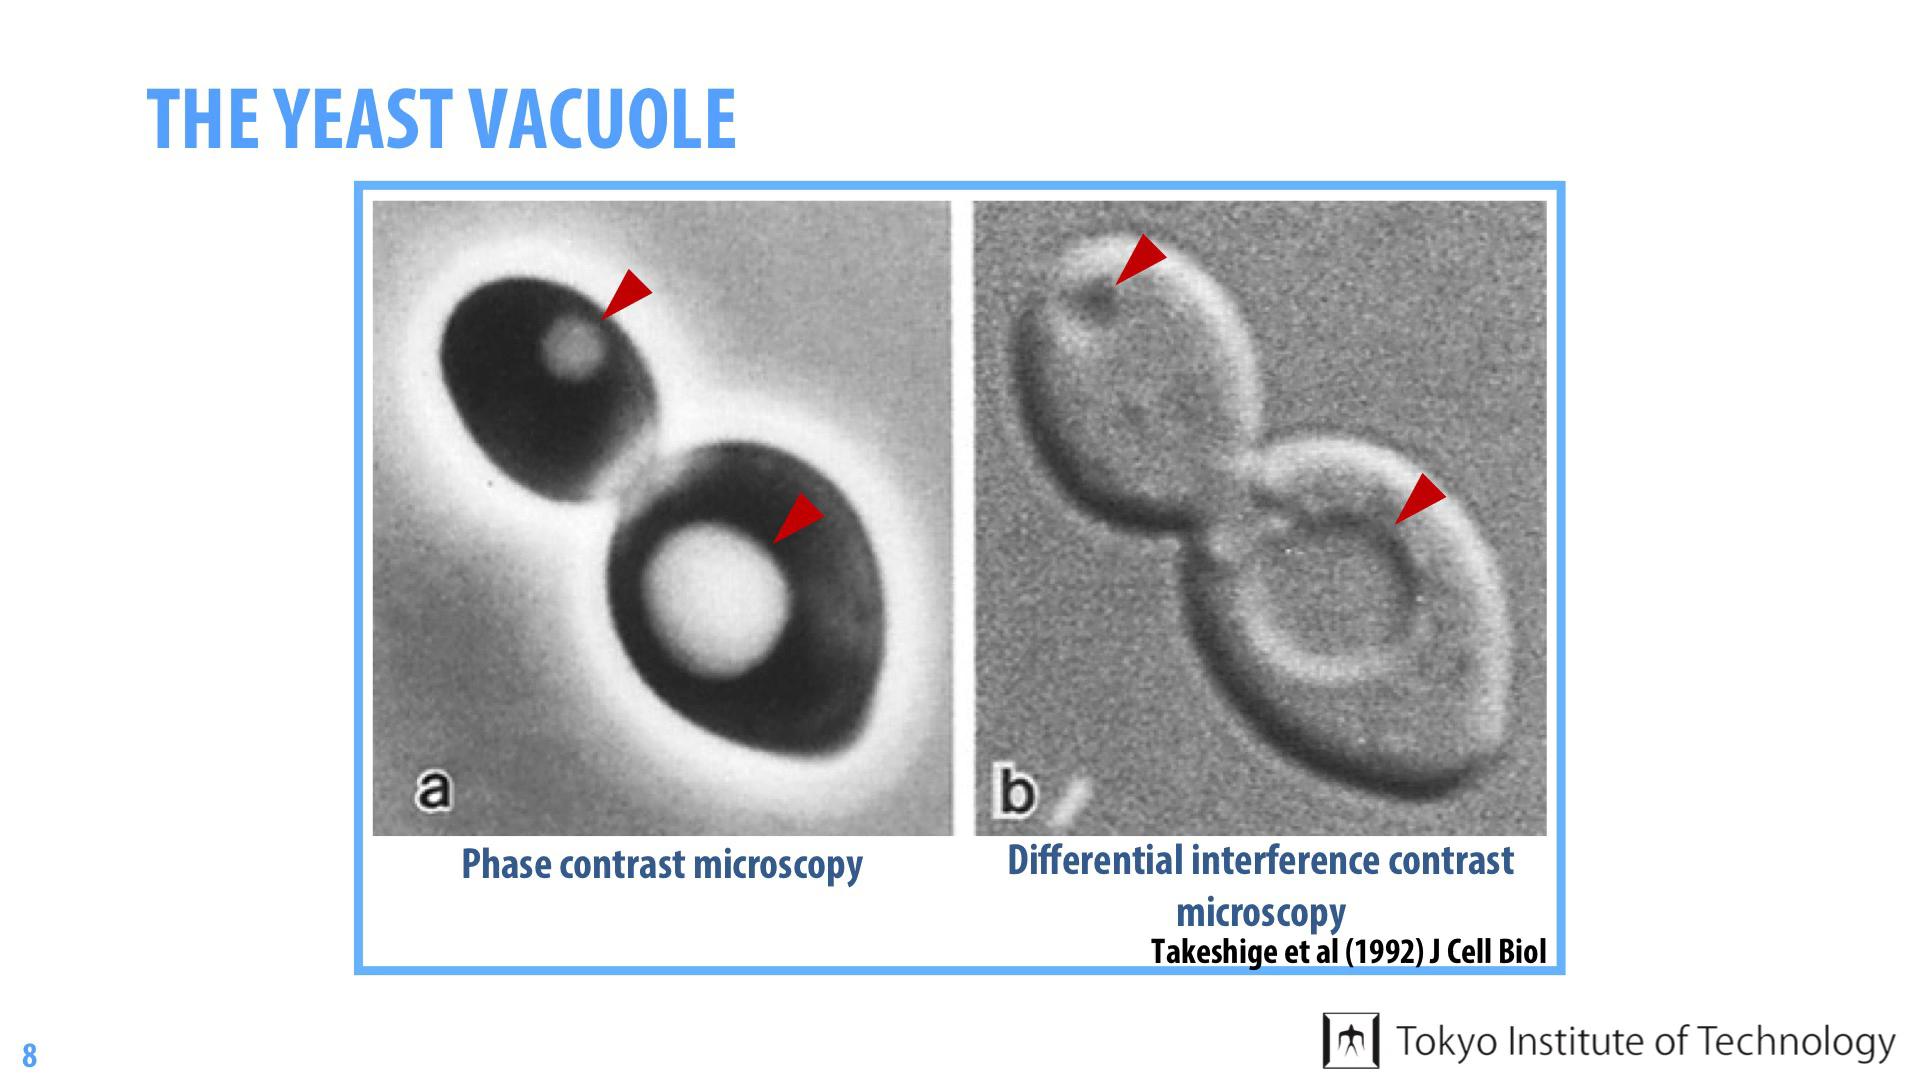 THE YEAST VACUOLE
a
b
Phase contrast microscopy
Differential interference contrast
microscopy
Takeshige et al (1992) J Cell Biol
8
Tokyo Institute of Technology